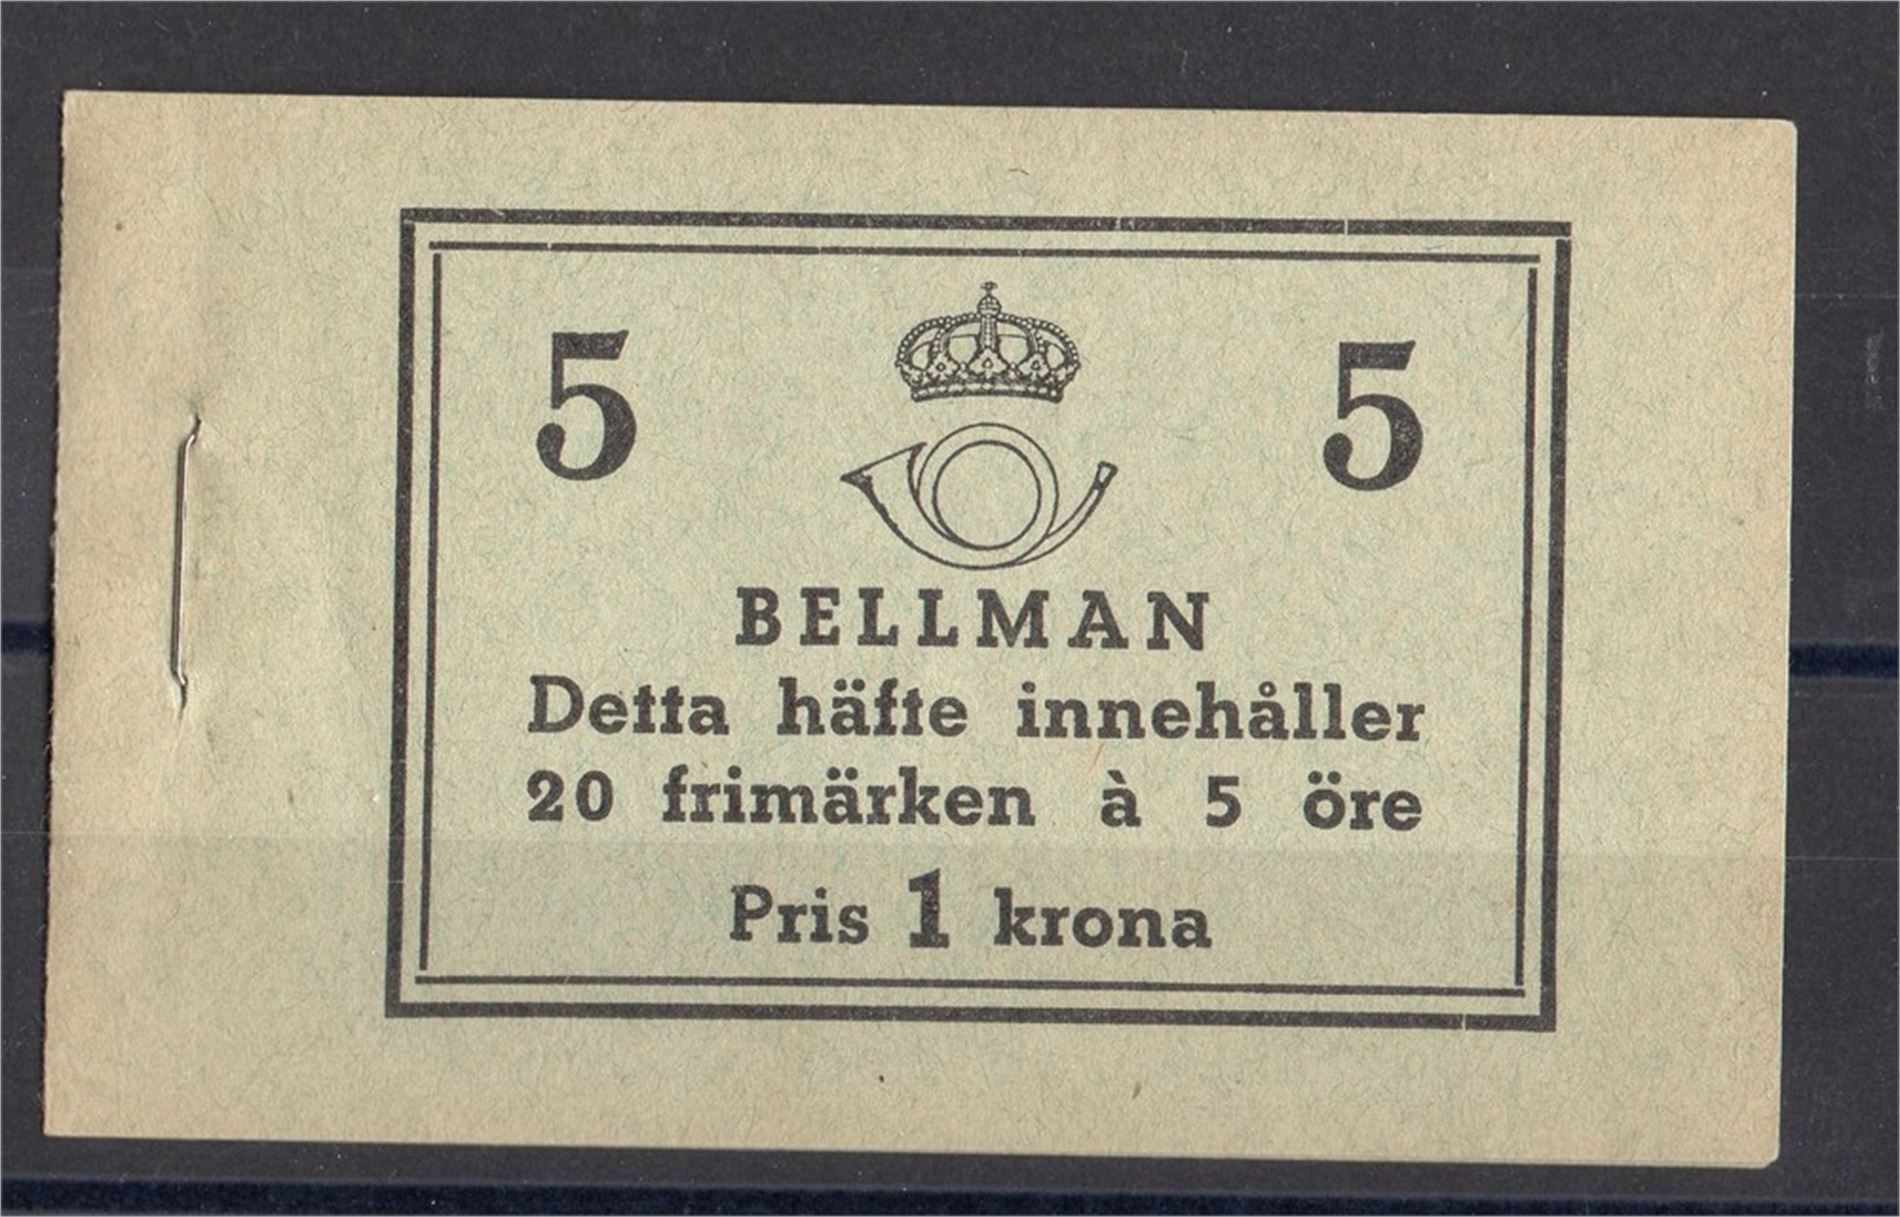 5 5
BELLMAN
Detta häfte innehåller
20 frimärken à 5 öre
Pris 1 krona